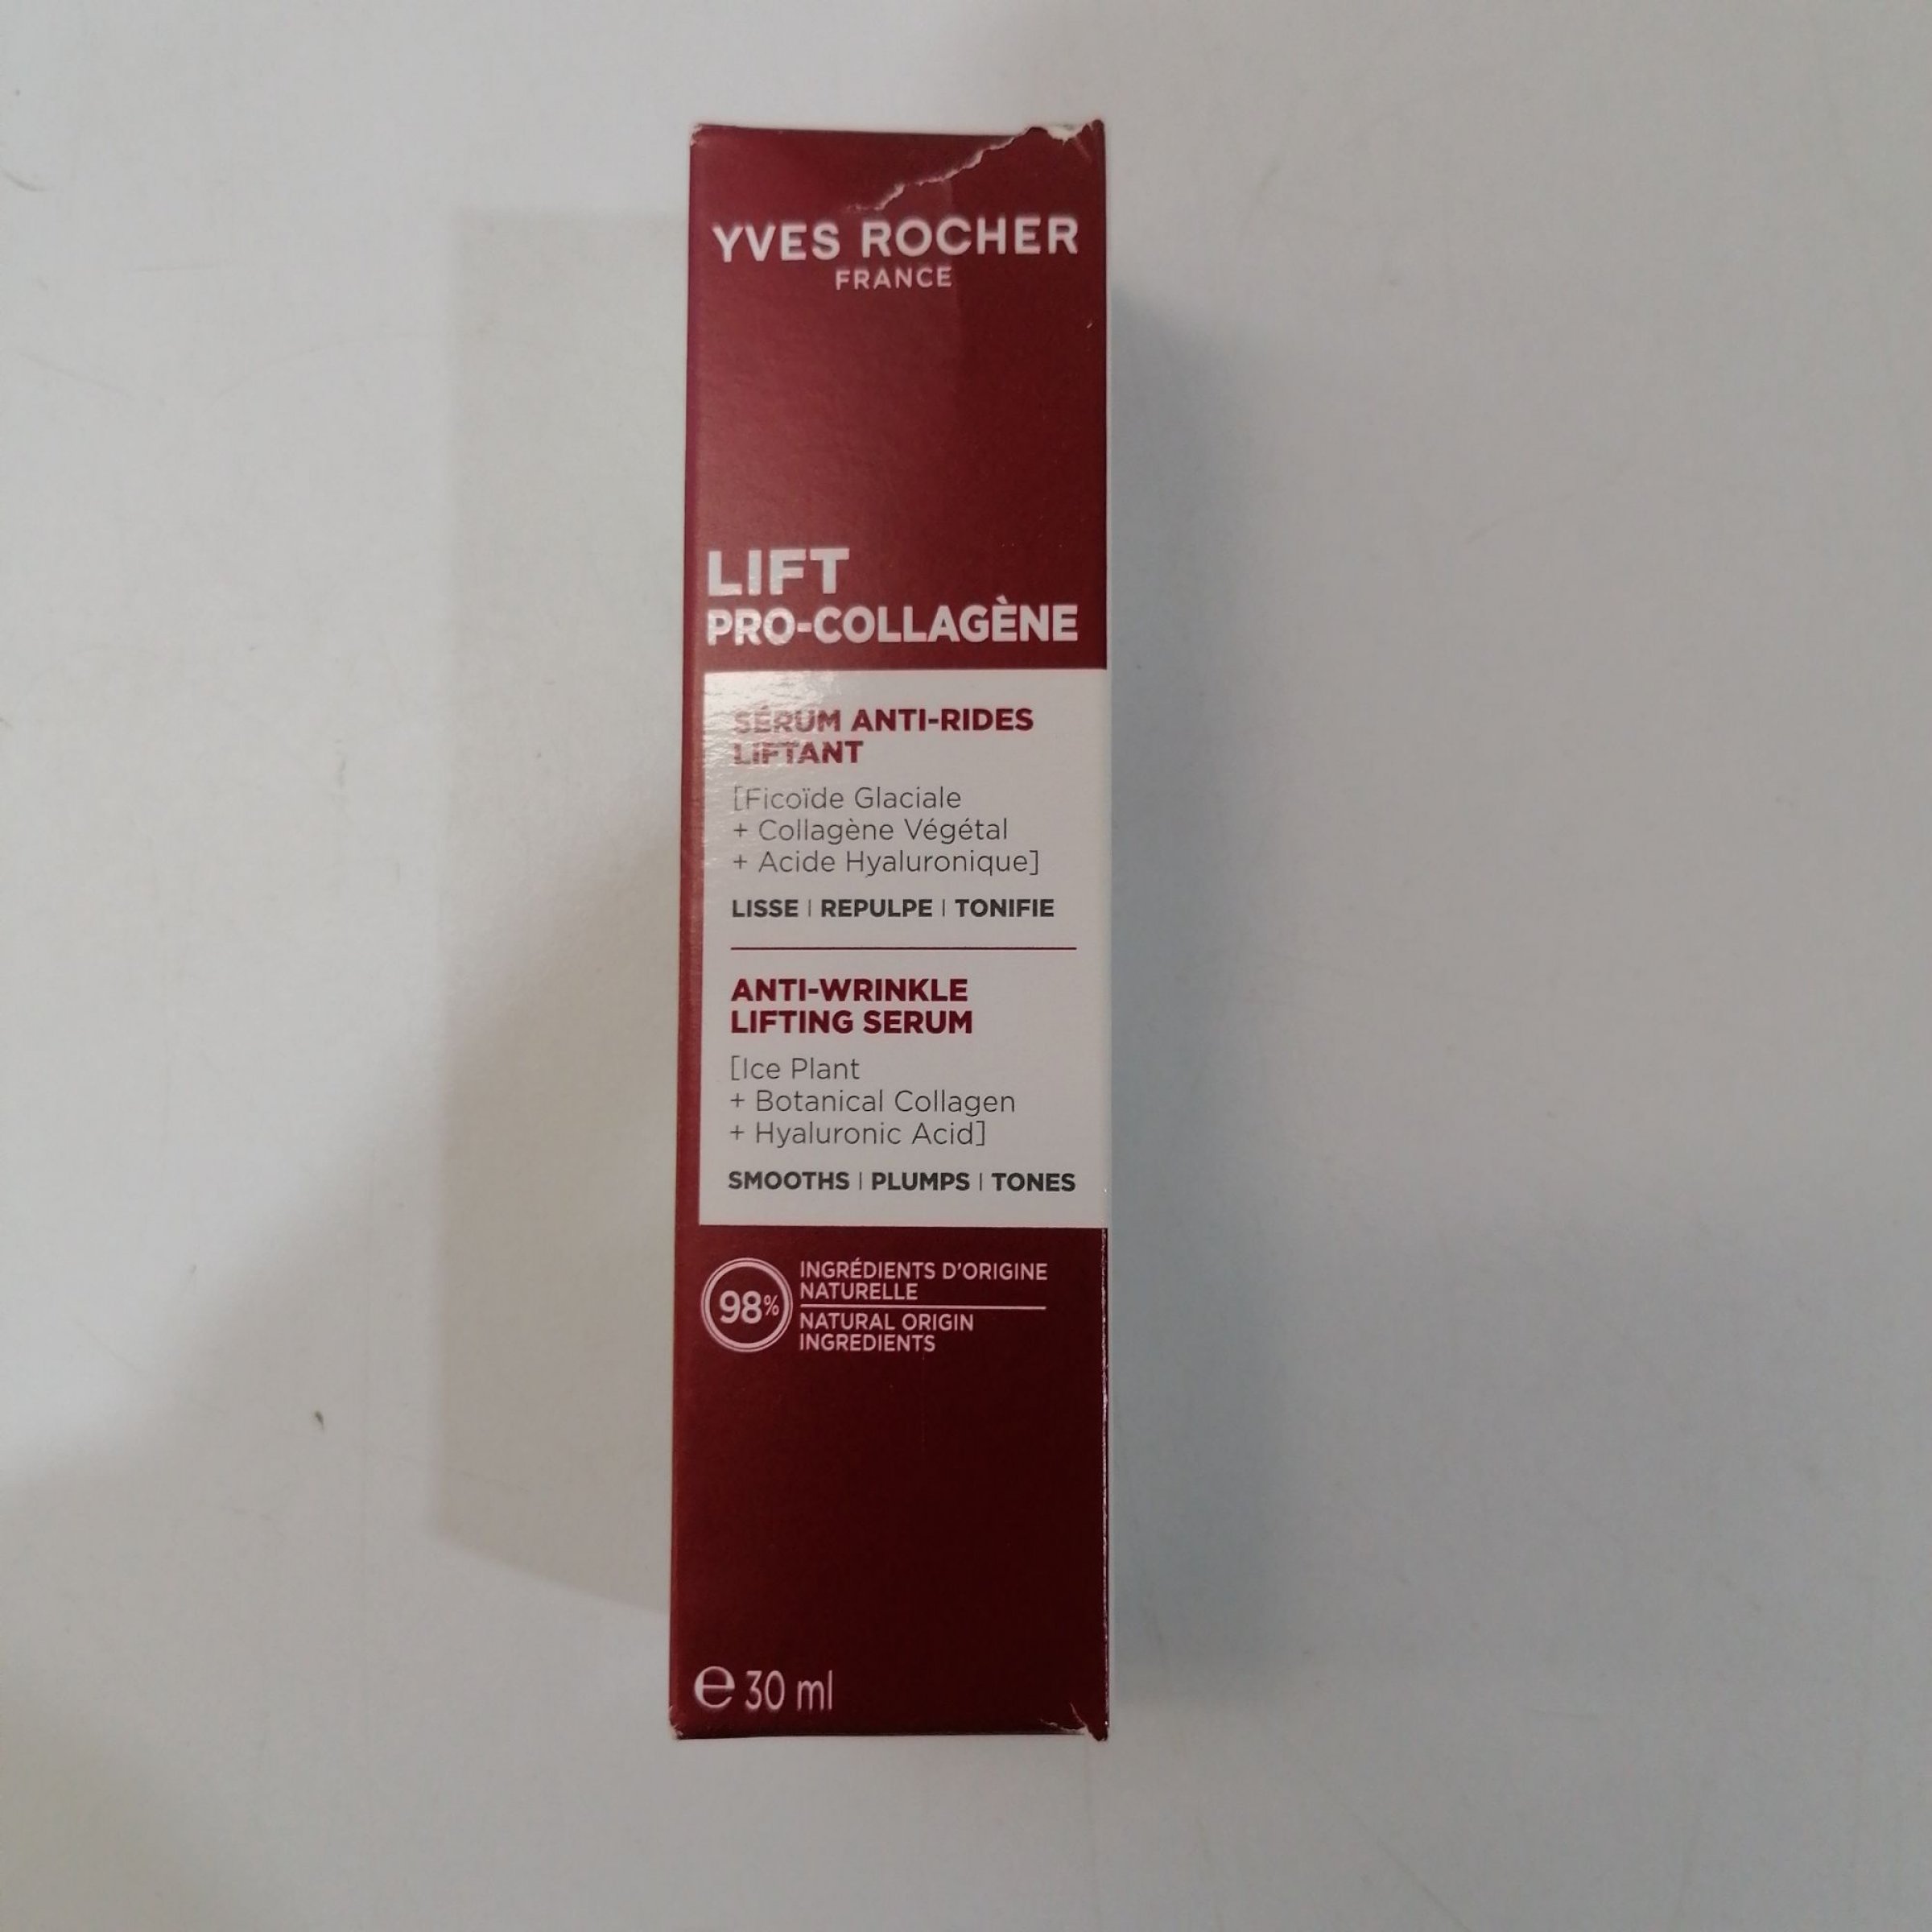 YVES ROCHER
FRANCE
LIFT
PRO-COLLAGÈNE
SÉRUM ANTI-RIDES
LIFTANT
[Ficoïde Glaciale
+ Collagène Végétal
+ Acide Hyaluronique]
LISSE | REPULPE | TONIFIE
ANTI-WRINKLE
LIFTING SERUM
[Ice Plant
+ Botanical Collagen
+ Hyaluronic Acid]
SMOOTHS | PLUMPS | TONES
98%
INGRÉDIENTS D'ORIGINE
NATURELLE
NATURAL ORIGIN
INGREDIENTS
℮ 30 ml